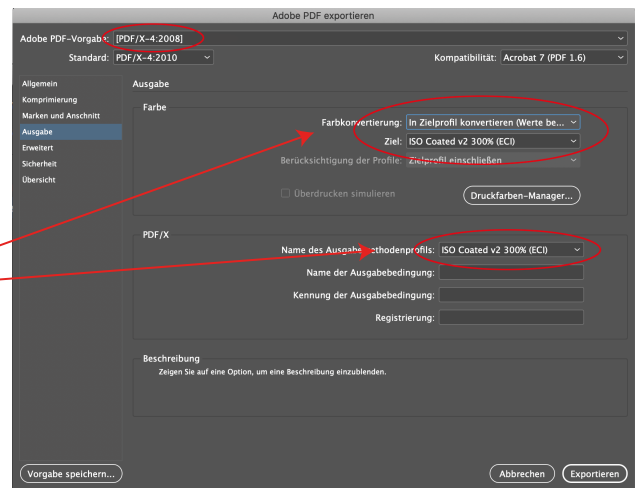 Adobe PDF exportieren
Adobe PDF-Vorgabe: [PDF/X-4:2008]
Standard: PDF/X-4:2010 Kompatibilität: Acrobat 7 (PDF 1.6)
Allgemein
Komprimierung
Marken und Anschnitt
Ausgabe
Erweitert
Sicherheit
Übersicht
Ausgabe
Farbe
Farbkonvertierung: In Zielprofil konvertieren (Werte be...
Ziel: ISO Coated v2 300% (ECI)
Berücksichtigung der Profile: Zielprofil einschließen
Überdrucken simulieren Druckfarben-Manager...
PDF/X
Name des Ausgabemethodenprofils: ISO Coated v2 300% (ECI)
Name der Ausgabebedingung:
Kennung der Ausgabebedingung:
Registrierung:
Beschreibung
Zeigen Sie auf eine Option, um eine Beschreibung einzublenden.
Vorgabe speichern... Abbrechen Exportieren